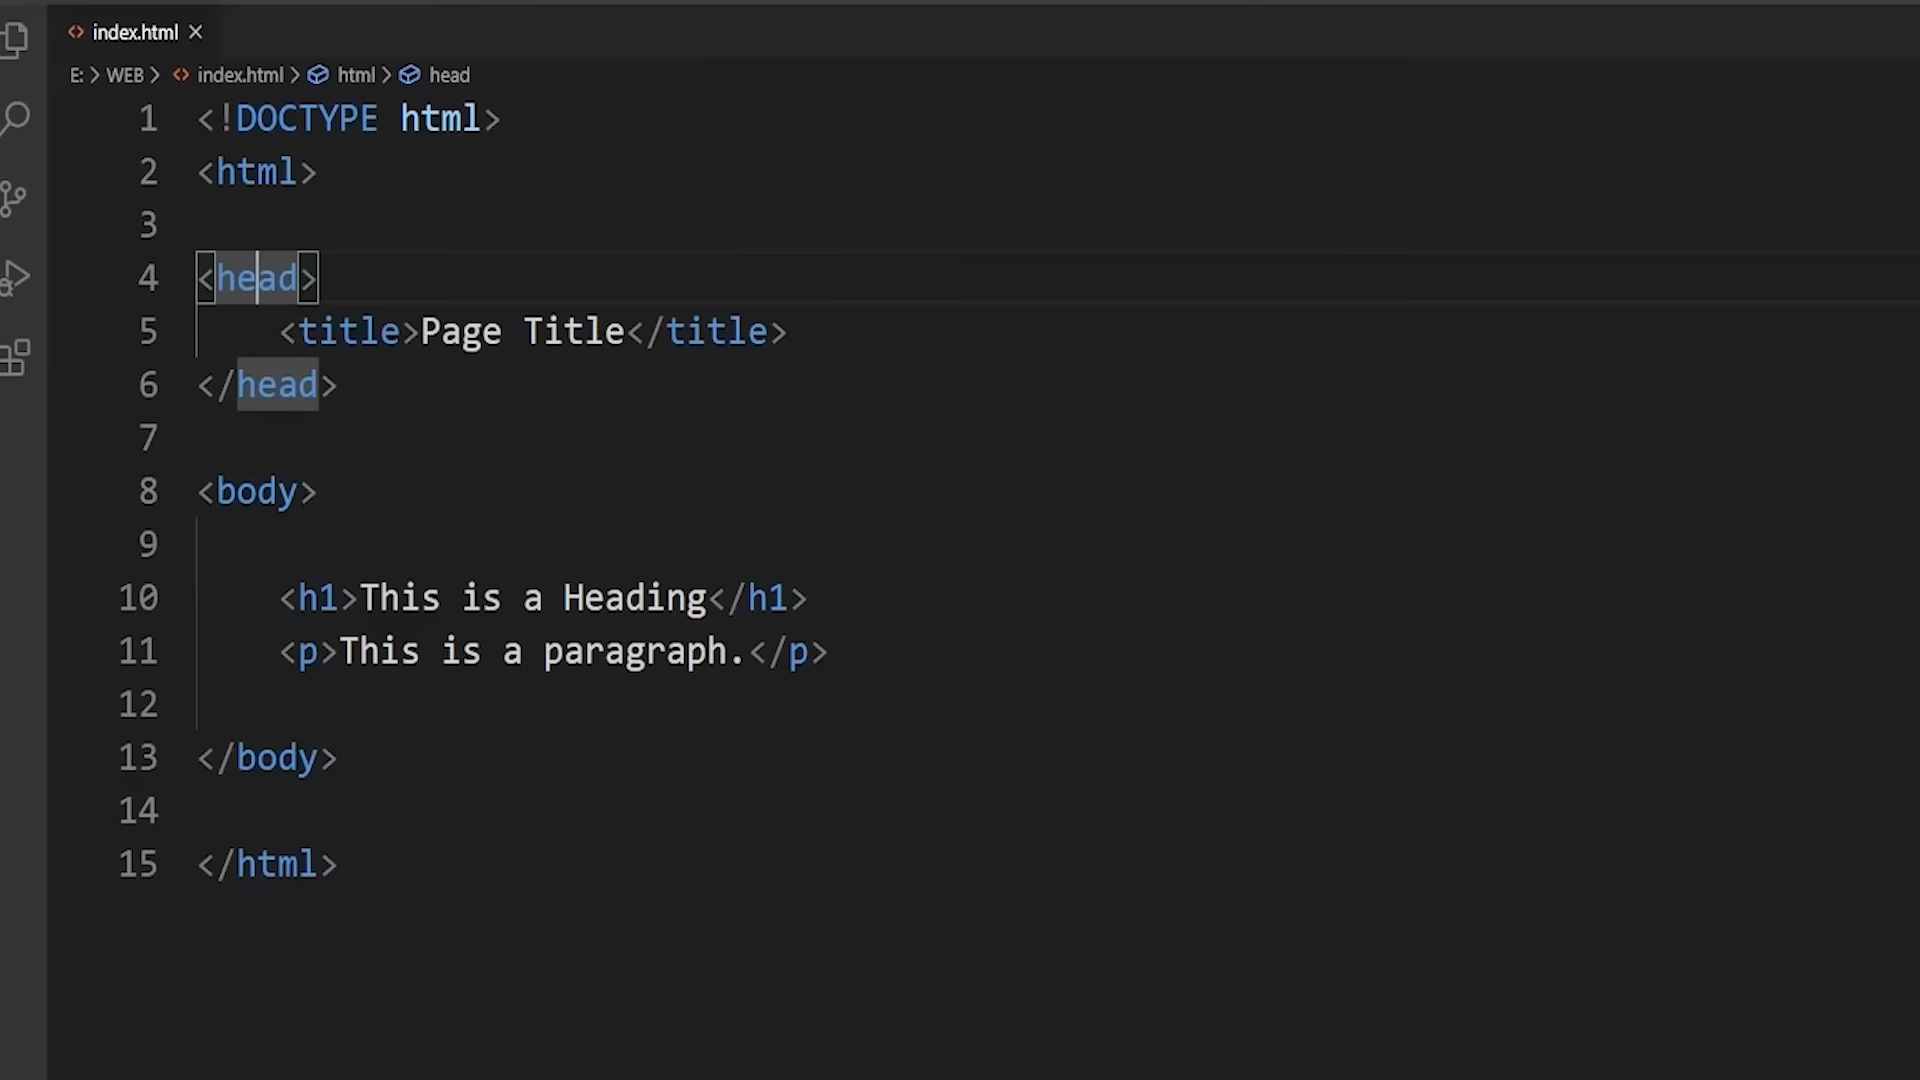 index.html
E: > WEB > index.html > html > head
1 <!DOCTYPE html>
2 <html>
3
4 <head>
5     <title>Page Title</title>
6 </head>
7
8 <body>
9
10     <h1>This is a Heading</h1>
11     <p>This is a paragraph.</p>
12
13 </body>
14
15 </html>